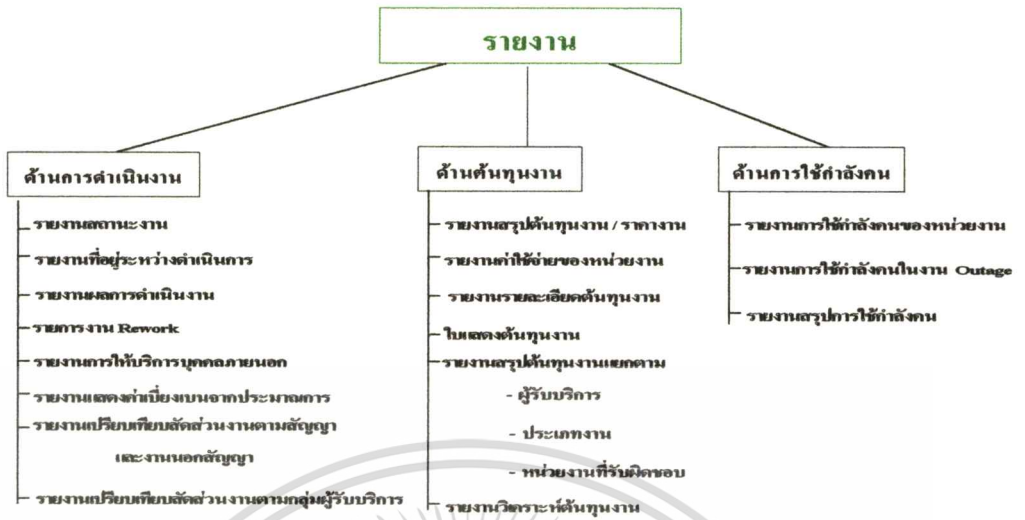 รายงาน
ด้านการดำเนินงาน
รายงานสถานะงาน
รายงานที่อยู่ระหว่างดำเนินการ
รายงานผลการดำเนินงาน
รายการงาน Rework
รายงานการให้บริการบุคคลภายนอก
รายงานแสดงค่าเบี่ยงเบนจากประมาณการ
รายงานเปรียบเทียบสัดส่วนงานตามสัญญา
และงานนอกสัญญา
รายงานเปรียบเทียบสัดส่วนงานตามกลุ่มผู้รับบริการ
ด้านต้นทุนงาน
รายงานสรุปต้นทุนงาน / ราคางาน
รายงานค่าใช้จ่ายของหน่วยงาน
รายงานรายละเอียดต้นทุนงาน
ใบแสดงต้นทุนงาน
รายงานสรุปต้นทุนงานแยกตาม
- ผู้รับบริการ
- ประเภทงาน
- หน่วยงานที่รับผิดชอบ
รายงานวิเคราะห์ต้นทุนงาน
ด้านการใช้กำลังคน
รายงานการใช้กำลังคนของหน่วยงาน
รายงานการใช้กำลังคนในงาน Outage
รายงานสรุปการใช้กำลังคน